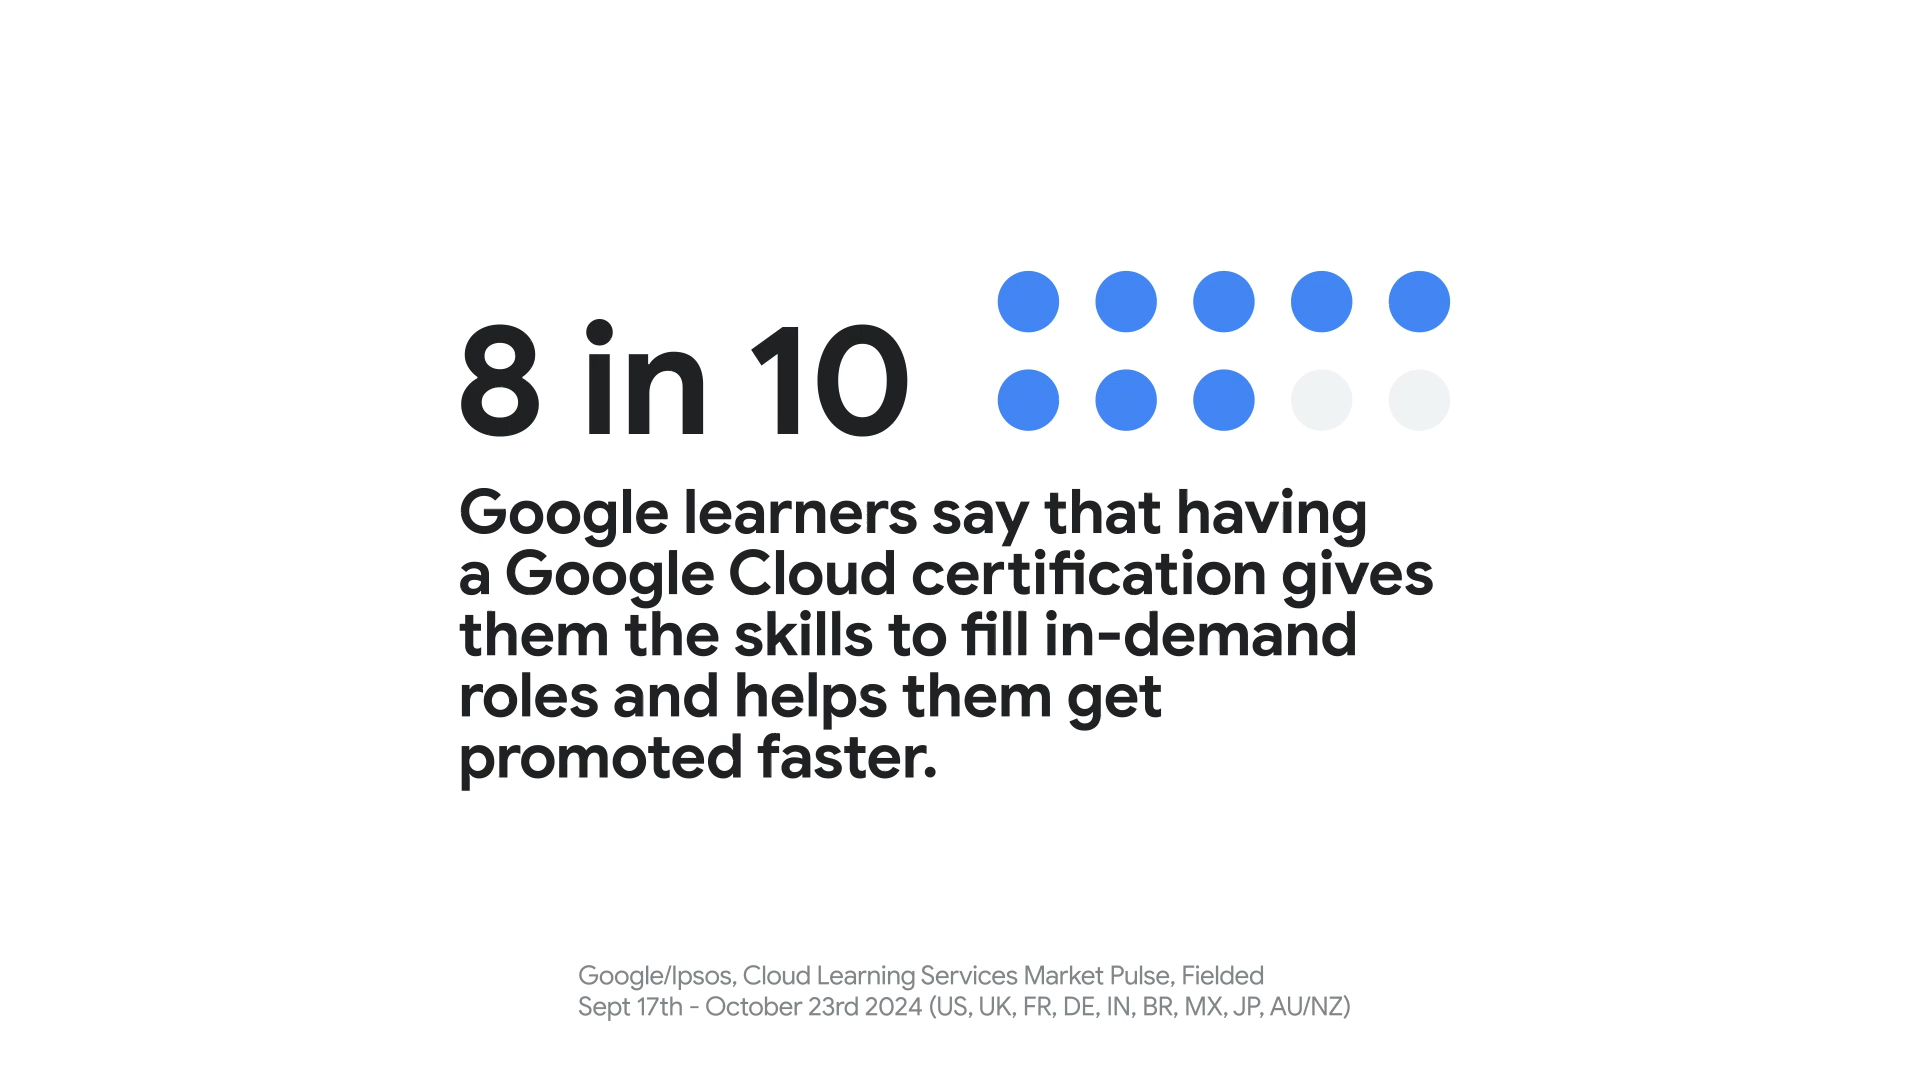 8 in 10
Google learners say that having
a Google Cloud certification gives
them the skills to fill in-demand
roles and helps them get
promoted faster.
Google/Ipsos, Cloud Learning Services Market Pulse, Fielded
Sept 17th - October 23rd 2024 (US, UK, FR, DE, IN, BR, MX, JP, AU/NZ)